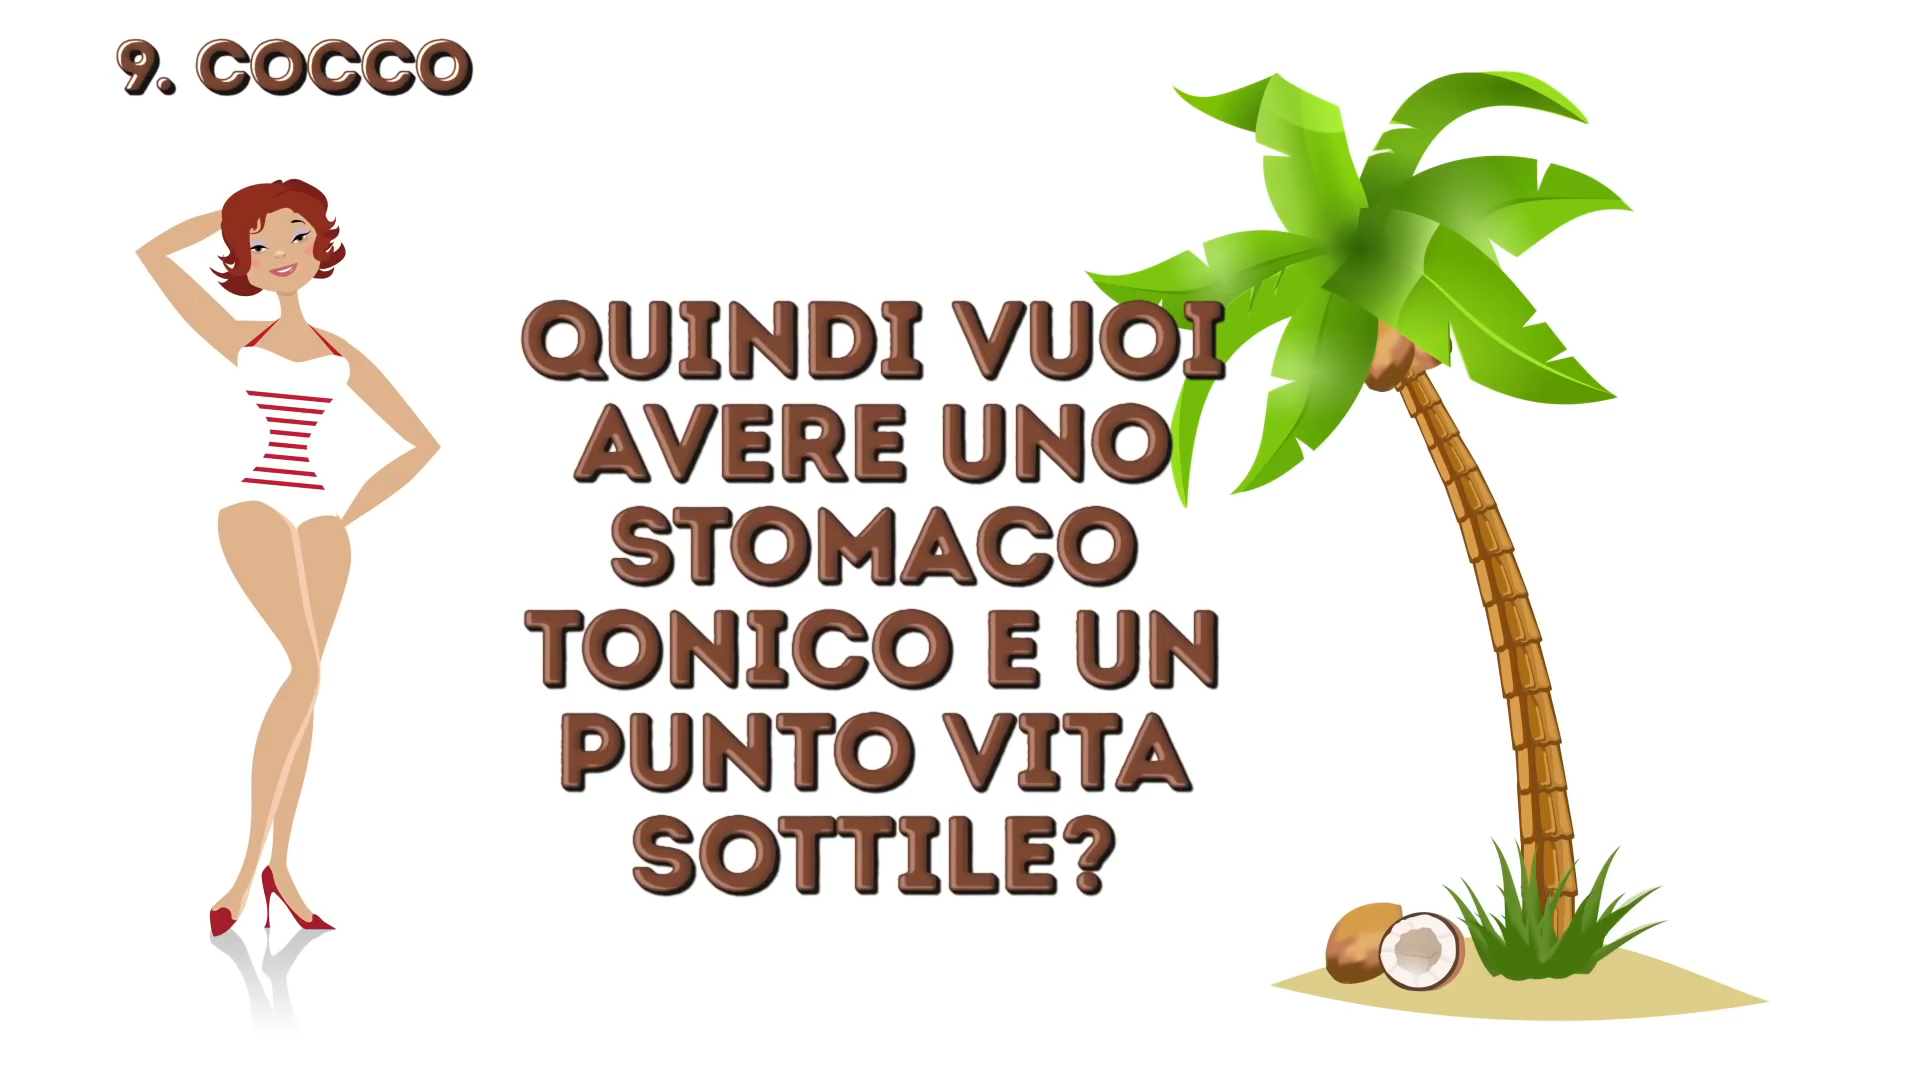 9. COCCO
QUINDI VUOI
AVERE UNO
STOMACO
TONICO E UN
PUNTO VITA
SOTTILE?